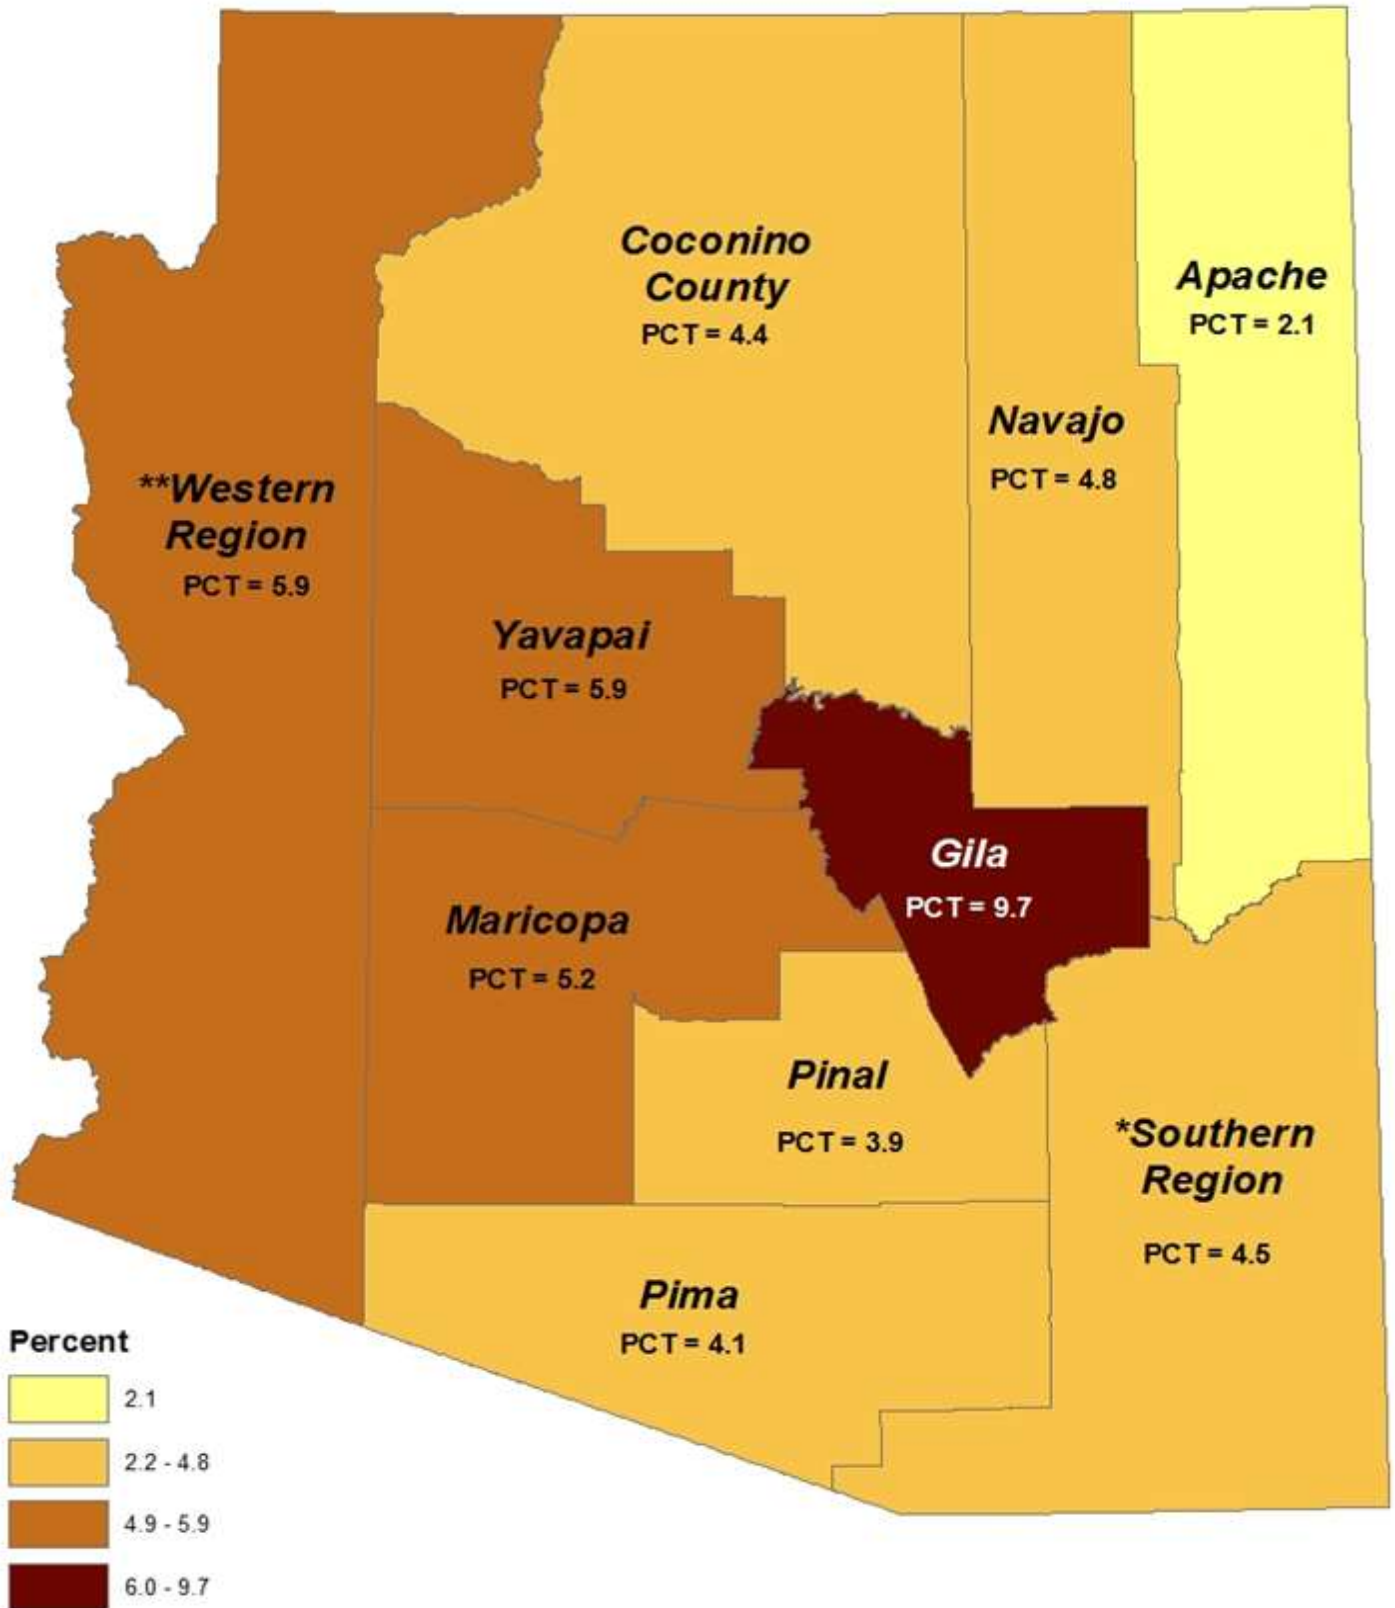 Coconino
County
PCT = 4.4
Apache
PCT = 2.1
Navajo
PCT = 4.8
**Western
Region
PCT = 5.9
Yavapai
PCT = 5.9
Gila
PCT = 9.7
Maricopa
PCT = 5.2
Pinal
PCT = 3.9
*Southern
Region
PCT = 4.5
Pima
PCT = 4.1
Percent
2.1
2.2 - 4.8
4.9 - 5.9
6.0 - 9.7